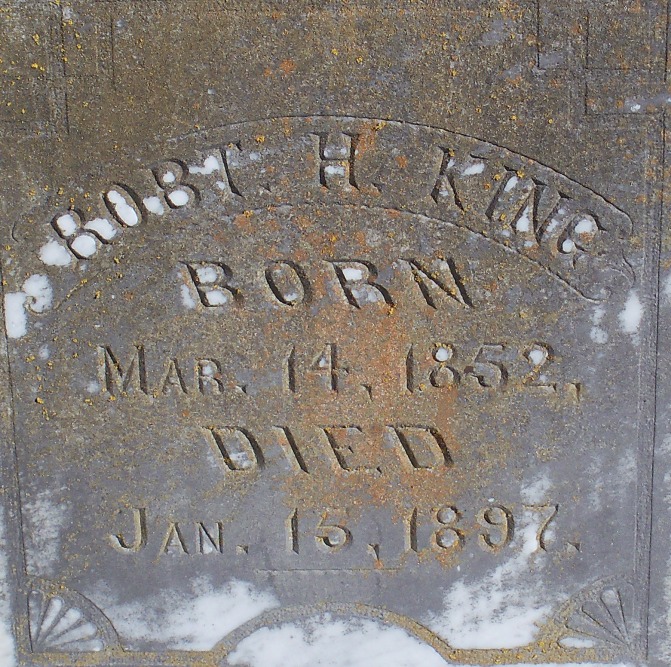 ROBT. H. KING
BORN
MAR. 14, 1852,
DIED
JAN. 15, 1897.